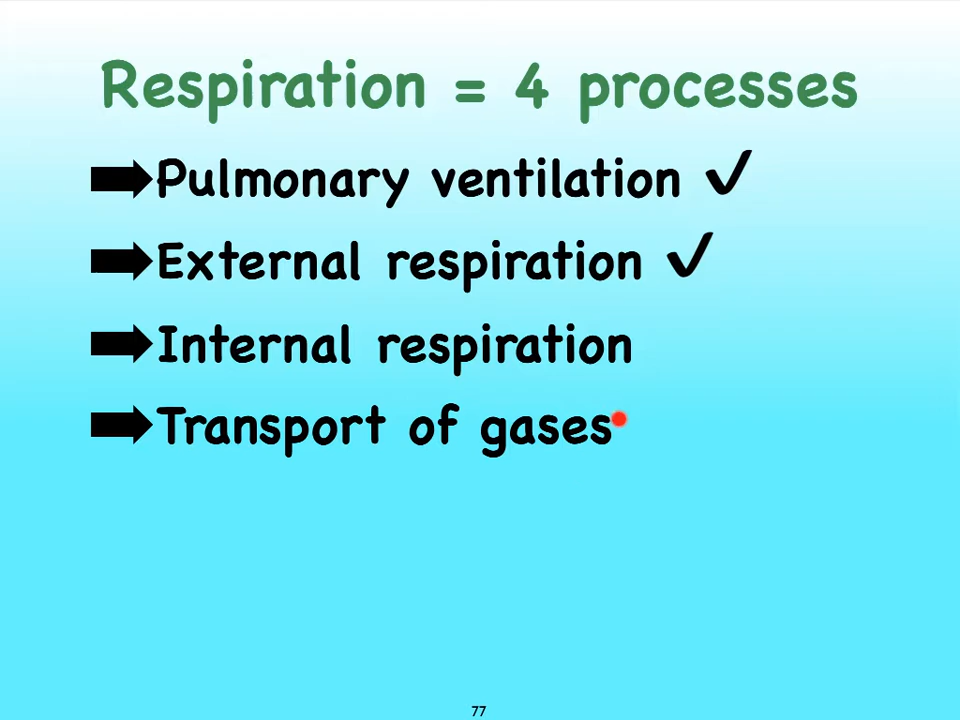 Respiration = 4 processes
➡Pulmonary ventilation ✓
➡External respiration ✓
➡Internal respiration
➡Transport of gases
77